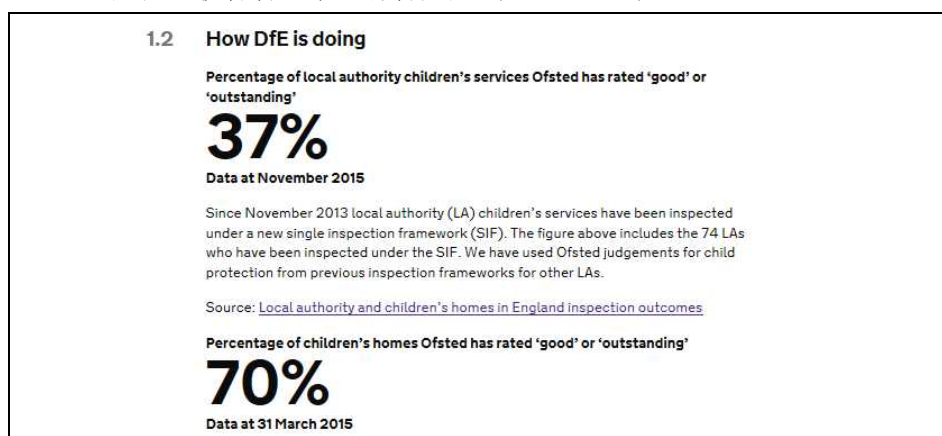 1.2 How DfE is doing
Percentage of local authority children's services Ofsted has rated 'good' or
'outstanding'
37%
Data at November 2015
Since November 2013 local authority (LA) children's services have been inspected
under a new single inspection framework (SIF). The figure above includes the 74 LAs
who have been inspected under the SIF. We have used Ofsted judgements for child
protection from previous inspection frameworks for other LAs.
Source: Local authority and children's homes in England inspection outcomes
Percentage of children's homes Ofsted has rated 'good' or 'outstanding'
70%
Data at 31 March 2015